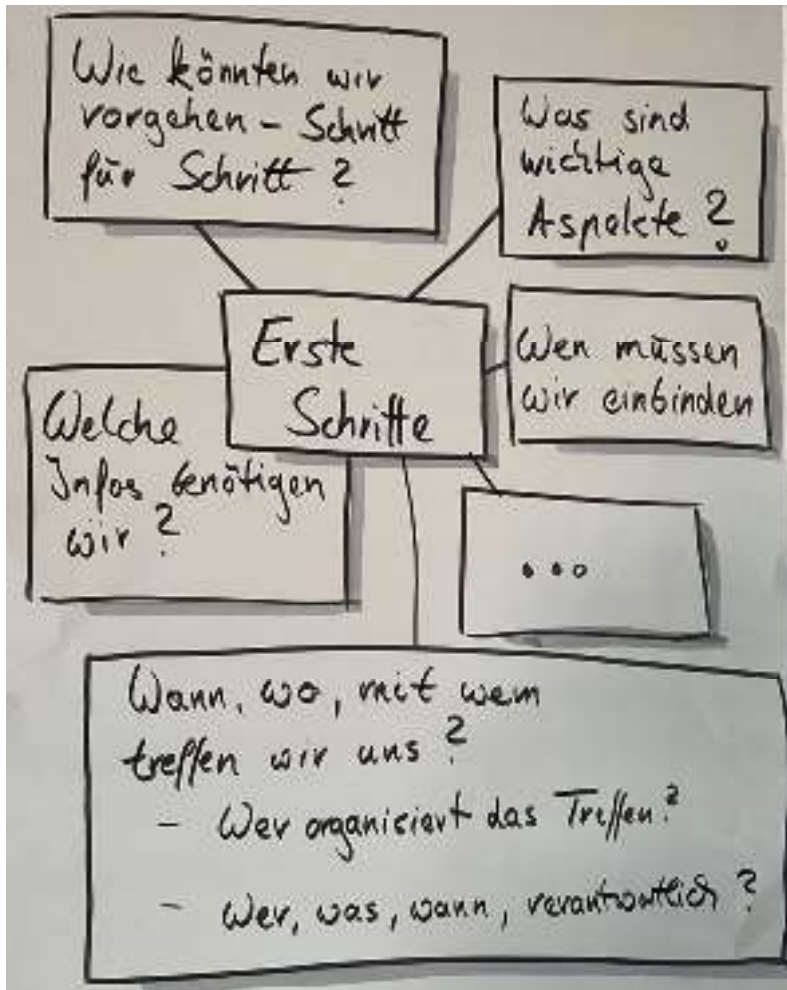 Wie könnten wir
vorgehen - Schritt
für Schritt?
Was sind
wichtige
Aspekte?
Erste
Schritte
Wen müssen
wir einbinden
Welche
Infos benötigen
wir?
...
Wann, wo, mit wem
treffen wir uns?
- Wer organisiert das Treffen?
- Wer, was, wann, verantwortlich?